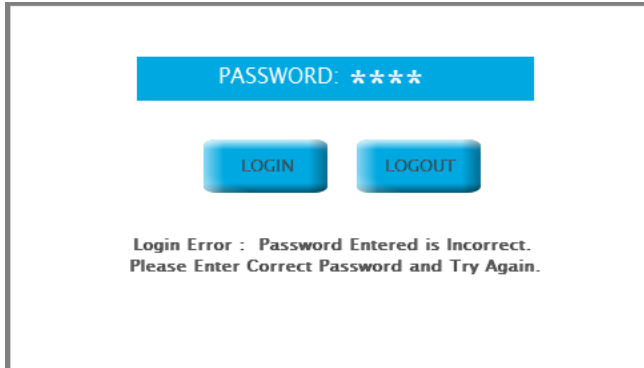 PASSWORD: ****
LOGIN LOGOUT
Login Error : Password Entered is Incorrect.
Please Enter Correct Password and Try Again.